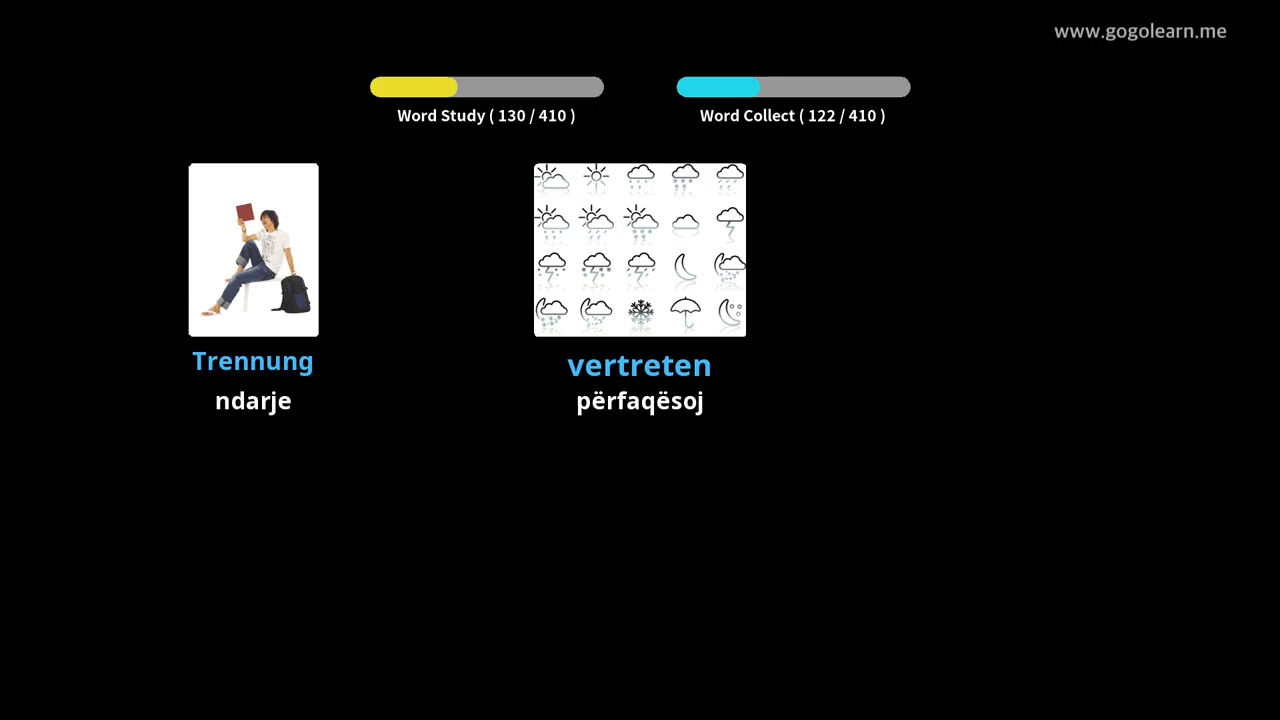 www.gogolearn.me
Word Study ( 130 / 410 )
Word Collect ( 122 / 410 )
Trennung
ndarje
vertreten
përfaqësoj